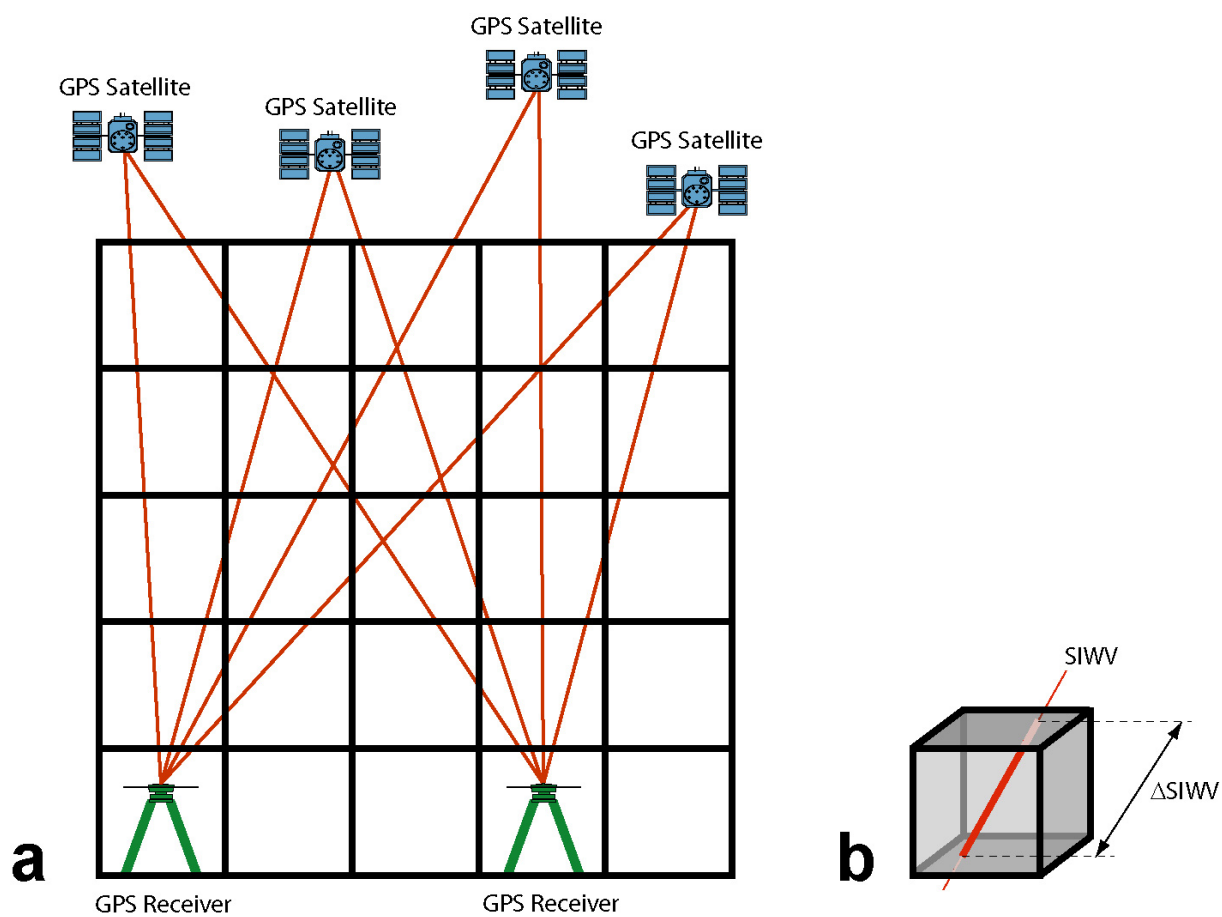 GPS Satellite
GPS Satellite
GPS Satellite
GPS Satellite
SIWV
ΔSIWV
a
b
GPS Receiver
GPS Receiver